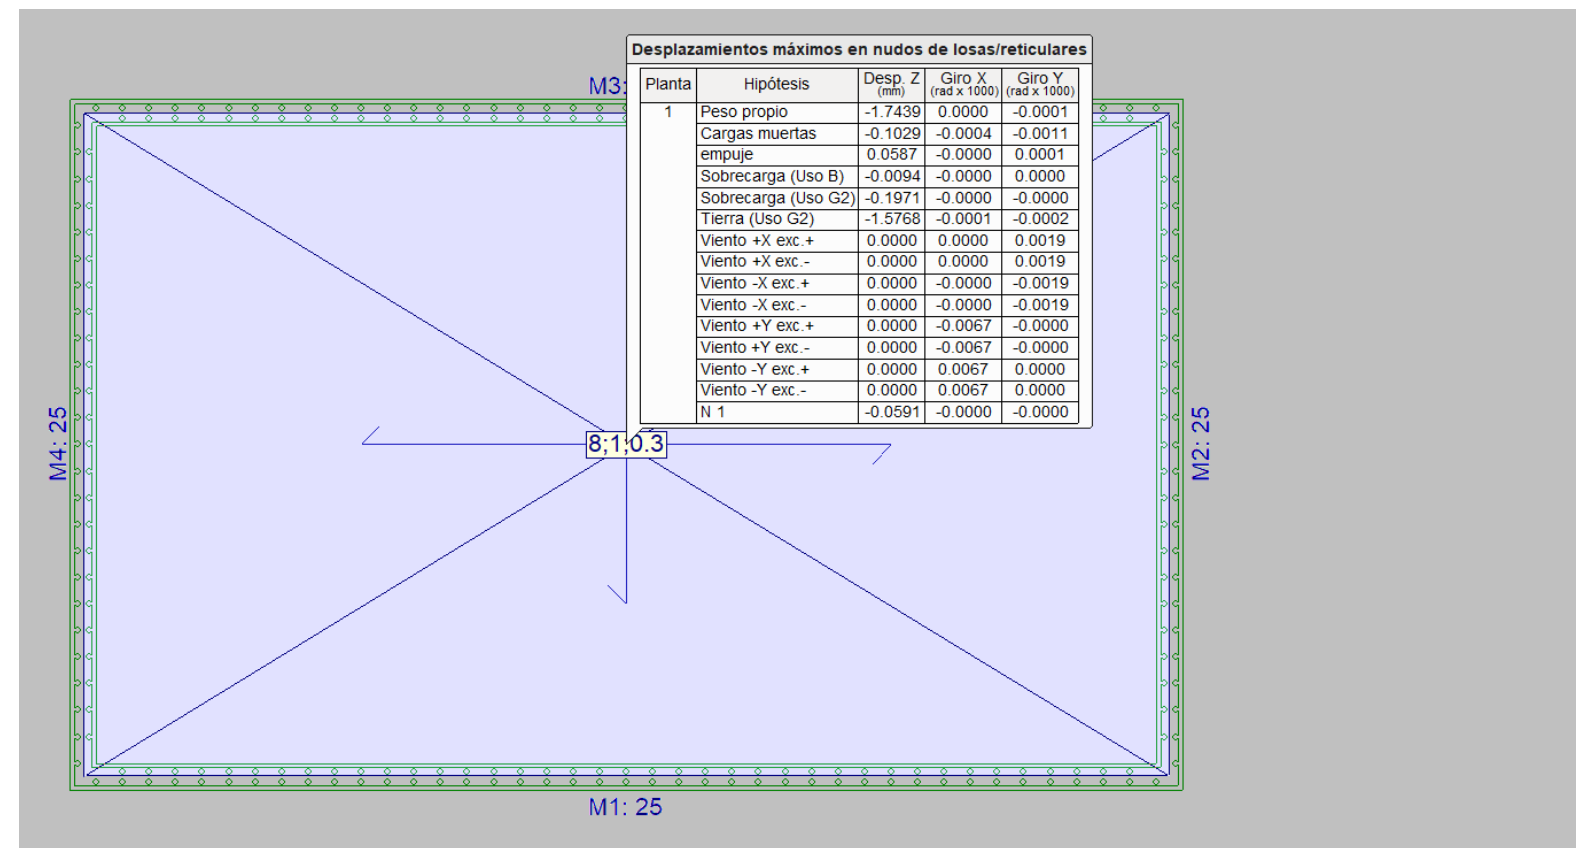 Desplazamientos máximos en nudos de losas/reticulares
Planta Hipótesis Desp. Z (mm) Giro X (rad x 1000) Giro Y (rad x 1000)
1 Peso propio -1.7439 0.0000 -0.0001
Cargas muertas -0.1029 -0.0004 -0.0011
empuje 0.0587 -0.0000 0.0001
Sobrecarga (Uso B) -0.0094 -0.0000 0.0000
Sobrecarga (Uso G2) -0.1971 -0.0000 -0.0000
Tierra (Uso G2) -1.5768 -0.0001 -0.0002
Viento +X exc.+ 0.0000 0.0000 0.0019
Viento +X exc.- 0.0000 0.0000 0.0019
Viento -X exc.+ 0.0000 -0.0000 -0.0019
Viento -X exc.- 0.0000 -0.0000 -0.0019
Viento +Y exc.+ 0.0000 -0.0067 -0.0000
Viento +Y exc.- 0.0000 -0.0067 -0.0000
Viento -Y exc.+ 0.0000 0.0067 0.0000
Viento -Y exc.- 0.0000 0.0067 0.0000
N 1 -0.0591 -0.0000 -0.0000
M3:
M4: 25
8;1;0.3
M2: 25
M1: 25